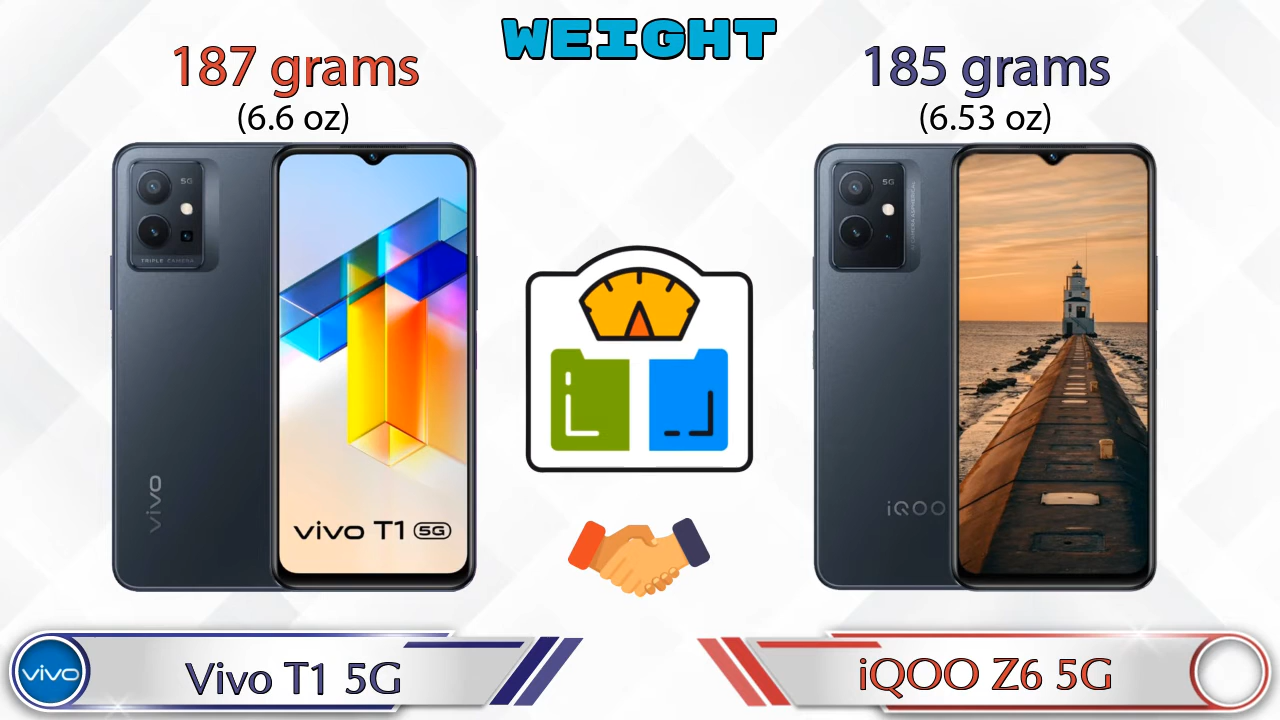 WEIGHT
187 grams
(6.6 oz)
185 grams
(6.53 oz)
5G
TRIPLE CAMERA
vivo
vivo T1 5G
5G
iQOO
vivo
Vivo T1 5G
iQOO Z6 5G